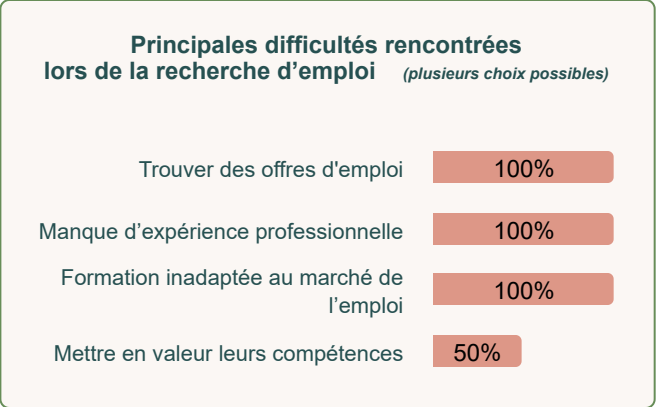 Principales difficultés rencontrées
lors de la recherche d’emploi (plusieurs choix possibles)
Trouver des offres d'emploi 100%
Manque d’expérience professionnelle 100%
Formation inadaptée au marché de
l’emploi 100%
Mettre en valeur leurs compétences 50%